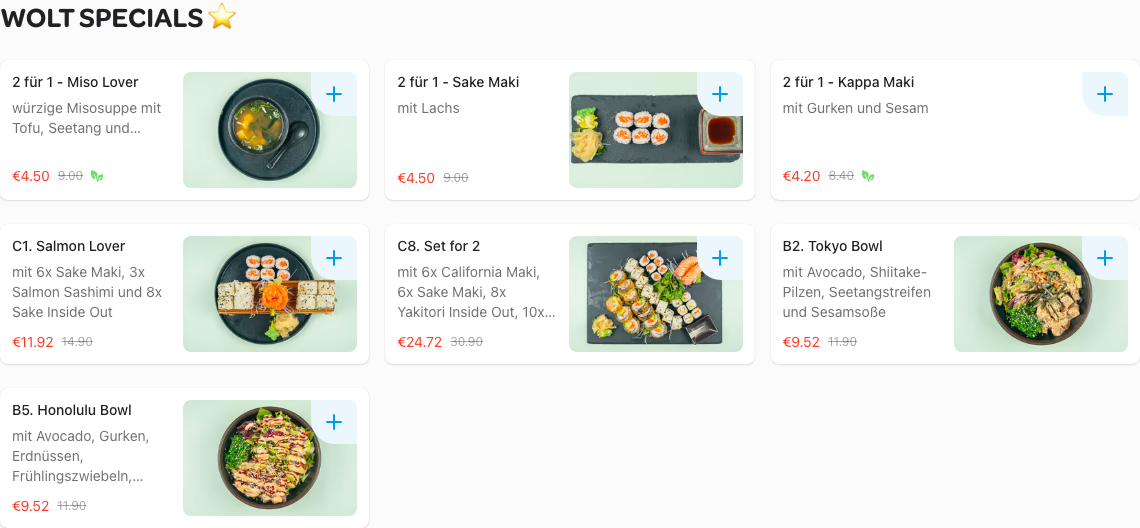 WOLT SPECIALS ⭐
2 für 1 - Miso Lover
würzige Misosuppe mit
Tofu, Seetang und...
€4.50 9.00
2 für 1 - Sake Maki
mit Lachs
€4.50 9.00
2 für 1 - Kappa Maki
mit Gurken und Sesam
€4.20 8.40
C1. Salmon Lover
mit 6x Sake Maki, 3x
Salmon Sashimi und 8x
Sake Inside Out
€11.92 14.90
C8. Set for 2
mit 6x California Maki,
6x Sake Maki, 8x
Yakitori Inside Out, 10x...
€24.72 30.90
B2. Tokyo Bowl
mit Avocado, Shiitake-
Pilzen, Seetangstreifen
und Sesamsoße
€9.52 11.90
B5. Honolulu Bowl
mit Avocado, Gurken,
Erdnüssen,
Frühlingszwiebeln,...
€9.52 11.90